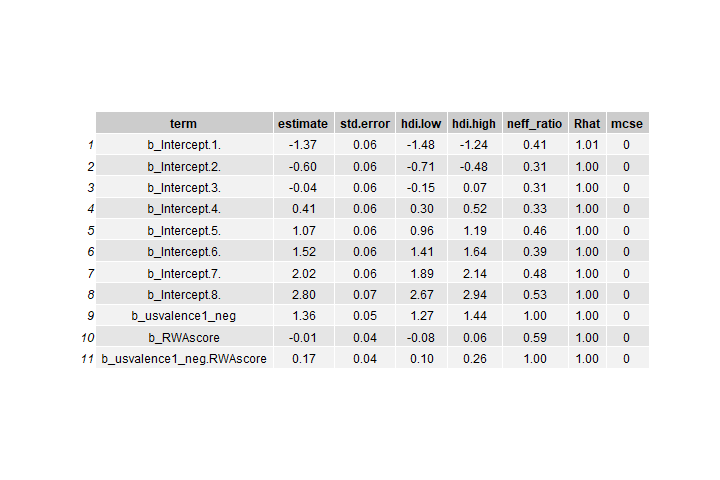 term estimate std.error hdi.low hdi.high neff_ratio Rhat mcse
1 b_Intercept.1. -1.37 0.06 -1.48 -1.24 0.41 1.01 0
2 b_Intercept.2. -0.60 0.06 -0.71 -0.48 0.31 1.00 0
3 b_Intercept.3. -0.04 0.06 -0.15 0.07 0.31 1.00 0
4 b_Intercept.4. 0.41 0.06 0.30 0.52 0.33 1.00 0
5 b_Intercept.5. 1.07 0.06 0.96 1.19 0.46 1.00 0
6 b_Intercept.6. 1.52 0.06 1.41 1.64 0.39 1.00 0
7 b_Intercept.7. 2.02 0.06 1.89 2.14 0.48 1.00 0
8 b_Intercept.8. 2.80 0.07 2.67 2.94 0.53 1.00 0
9 b_usvalence1_neg 1.36 0.05 1.27 1.44 1.00 1.00 0
10 b_RWAscore -0.01 0.04 -0.08 0.06 0.59 1.00 0
11 b_usvalence1_neg.RWAscore 0.17 0.04 0.10 0.26 1.00 1.00 0